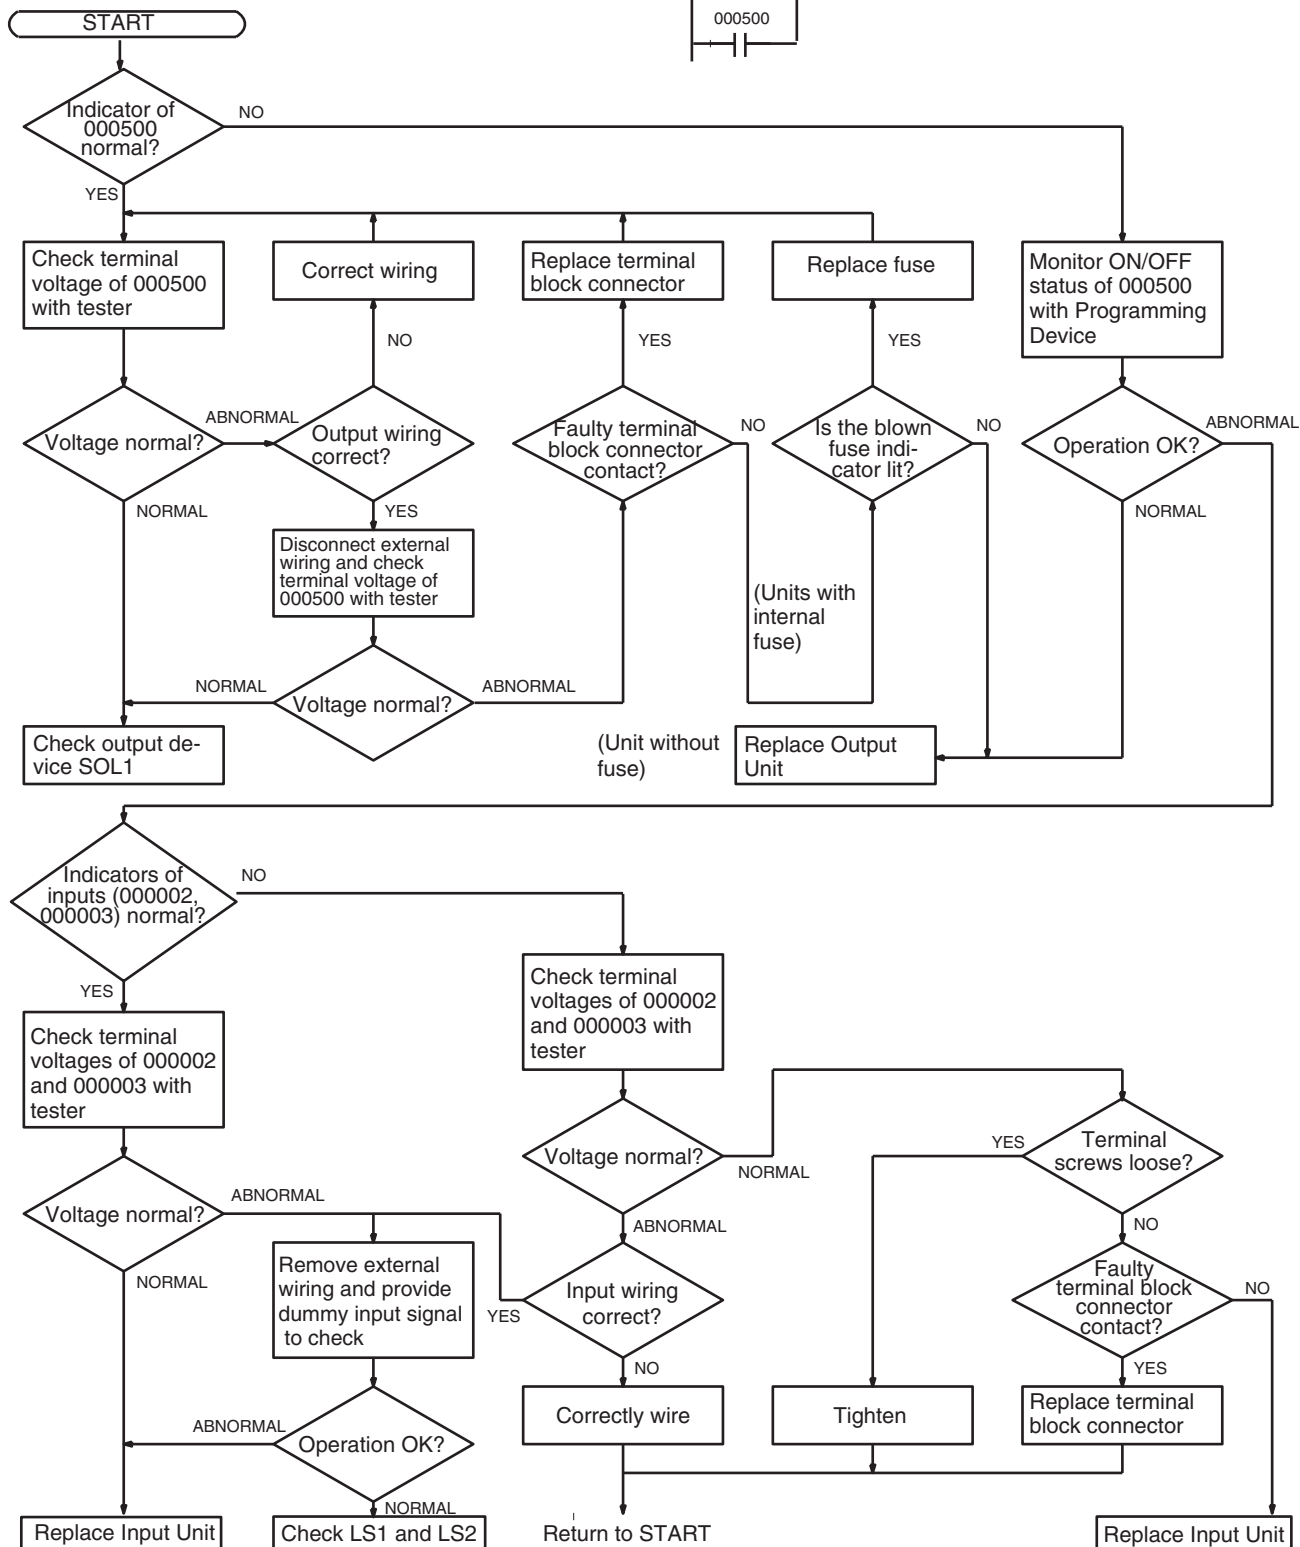 START
000500
Indicator of
000500
normal?
NO
YES
Check terminal
voltage of 000500
with tester
Correct wiring
Replace terminal
block connector
Replace fuse
Monitor ON/OFF
status of 000500
with Programming
Device
NO
YES
YES
Voltage normal?
ABNORMAL
Output wiring
correct?
Faulty terminal
block connector
contact?
NO
Is the blown
fuse indi-
cator lit?
NO
Operation OK?
ABNORMAL
NORMAL
YES
NORMAL
Disconnect external
wiring and check
terminal voltage of
000500 with tester
(Units with
internal
fuse)
NORMAL
Voltage normal?
ABNORMAL
Check output de-
vice SOL1
(Unit without
fuse)
Replace Output
Unit
Indicators of
inputs (000002,
000003) normal?
NO
YES
Check terminal
voltages of 000002
and 000003 with
tester
Check terminal
voltages of 000002
and 000003 with
tester
Voltage normal?
NORMAL
YES
Terminal
screws loose?
Voltage normal?
ABNORMAL
ABNORMAL
NO
NORMAL
Remove external
wiring and provide
dummy input signal
to check
YES
Input wiring
correct?
Faulty
terminal block
connector
contact?
NO
NO
YES
ABNORMAL
Operation OK?
Correctly wire
Tighten
Replace terminal
block connector
NORMAL
Replace Input Unit
Check LS1 and LS2
Return to START
Replace Input Unit